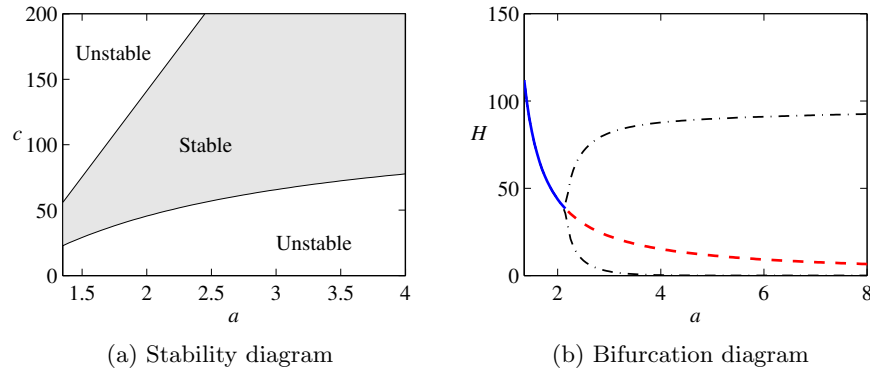 200
150
100
50
0
c
Unstable
Stable
Unstable
1.5 2 2.5 3 3.5 4
a
(a) Stability diagram
150
100
50
0
H
2 4 6 8
a
(b) Bifurcation diagram